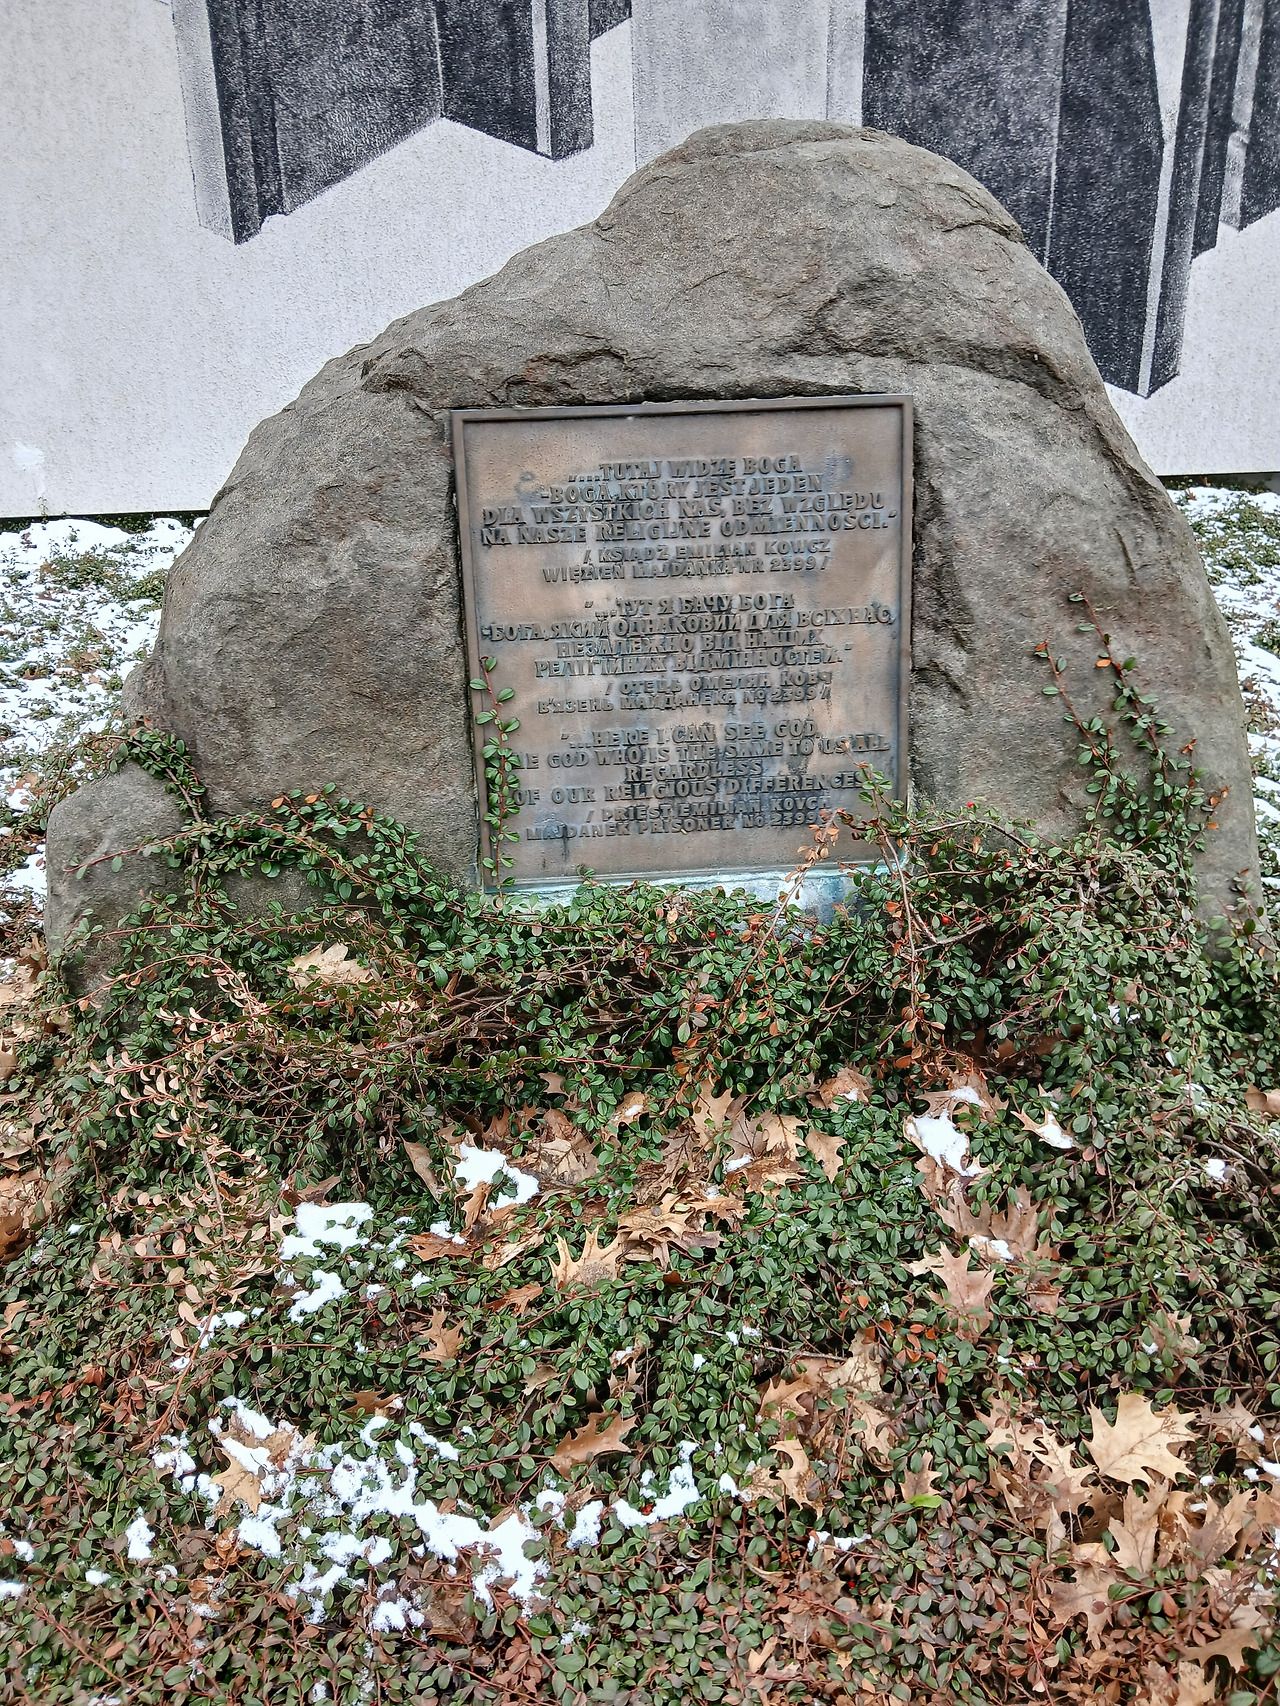 "...TUTAJ WIDZĘ BOGA
-BOGA, KTÓRY JEST JEDEN
DLA WSZYSTKICH NAS, BEZ WZGLĘDU
NA NASZE RELIGIJNE ODMIENNOŚCI."
/ KSIĄDZ EMILIAN KOWCZ
WIĘZIEŃ MAJDANKA NR 2399 /
"...ТУТ Я БАЧУ БОГА
-БОГА, ЯКИЙ ОДНАКОВИЙ ДЛЯ ВСІХ НАС,
НЕЗАЛЕЖНО ВІД НАШИХ
РЕЛІГІЙНИХ ВІДМІННОСТЕЙ."
/ ОТЕЦЬ ОМЕЛЯН КОВЧ
В'ЯЗЕНЬ МАЙДАНЕКА № 2399 /
"...HERE I CAN SEE GOD,
E GOD WHO IS THE SAME TO US ALL
REGARDLESS
OF OUR RELIGIOUS DIFFERENCES
/ PRIEST EMILIAN KOVCH
MAJDANEK PRISONER No 2399